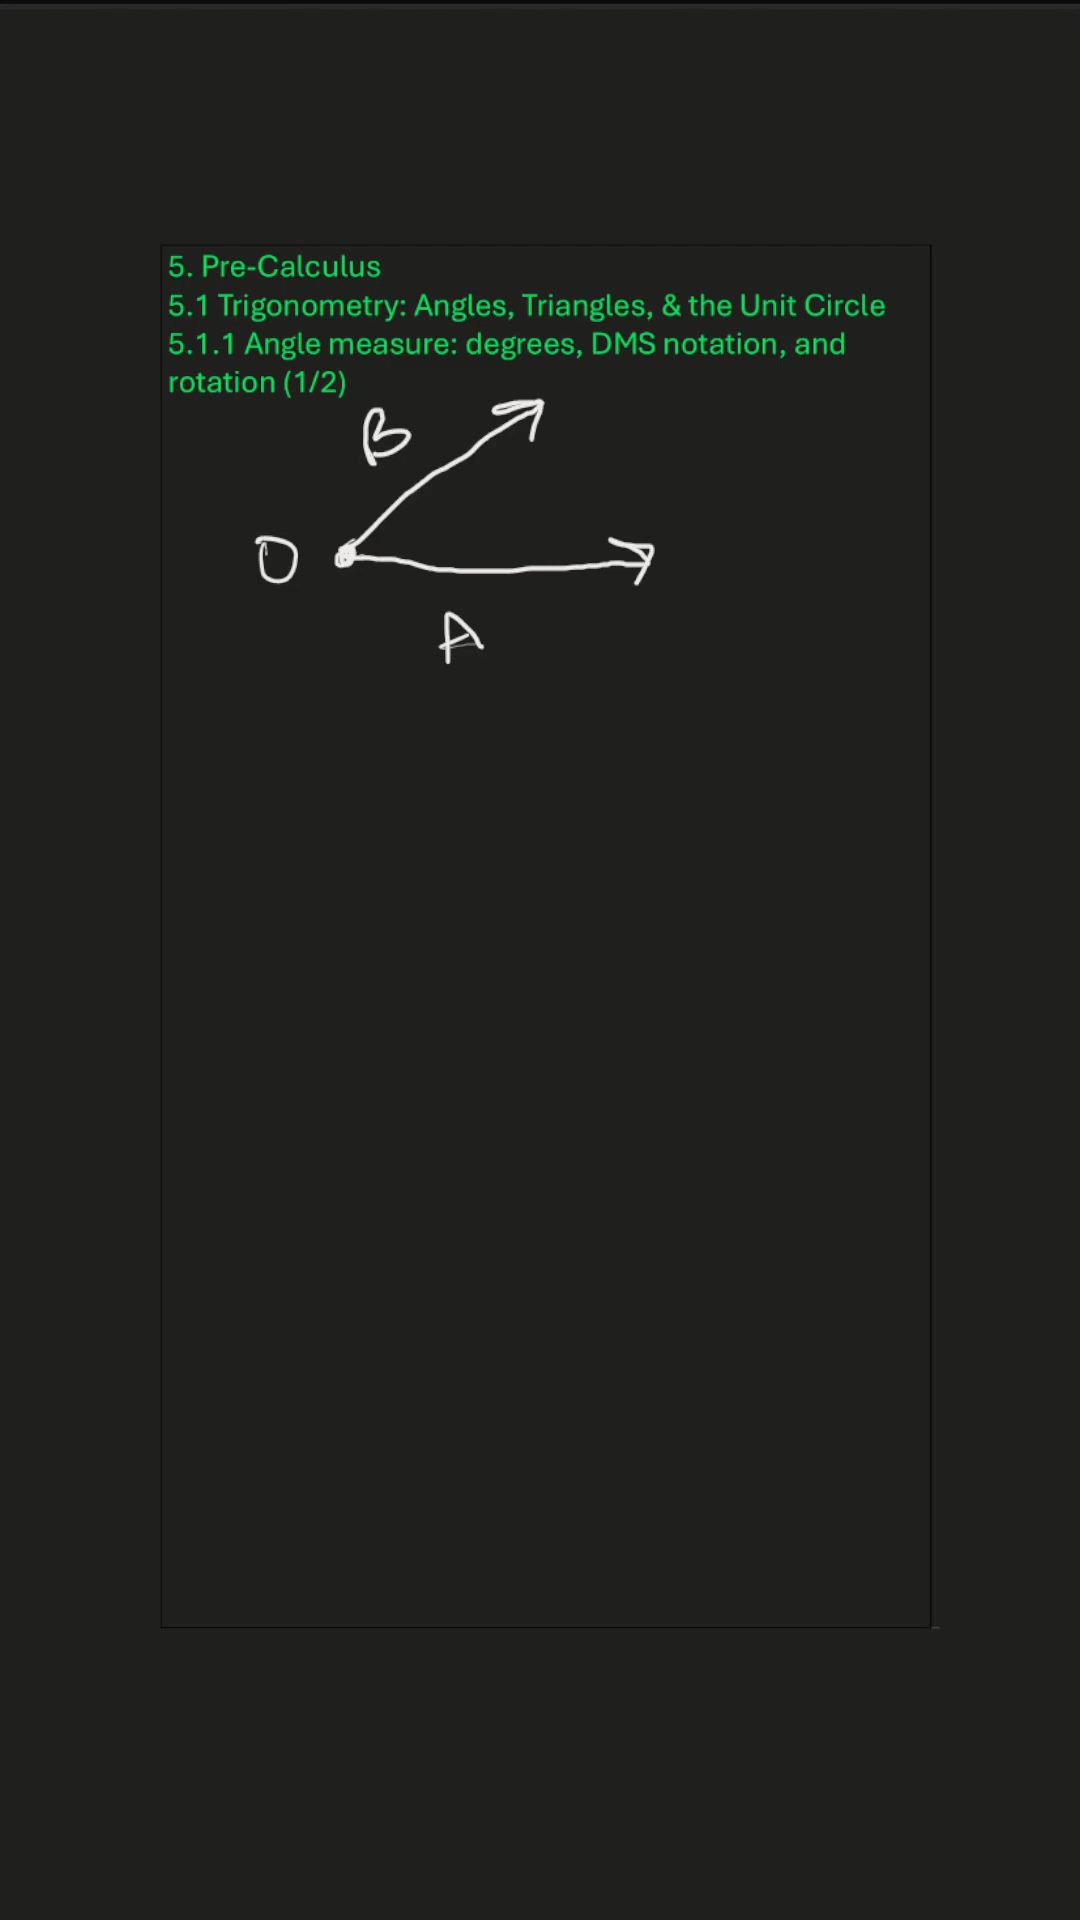 5. Pre-Calculus
5.1 Trigonometry: Angles, Triangles, & the Unit Circle
5.1.1 Angle measure: degrees, DMS notation, and
rotation (1/2)
B
O
A